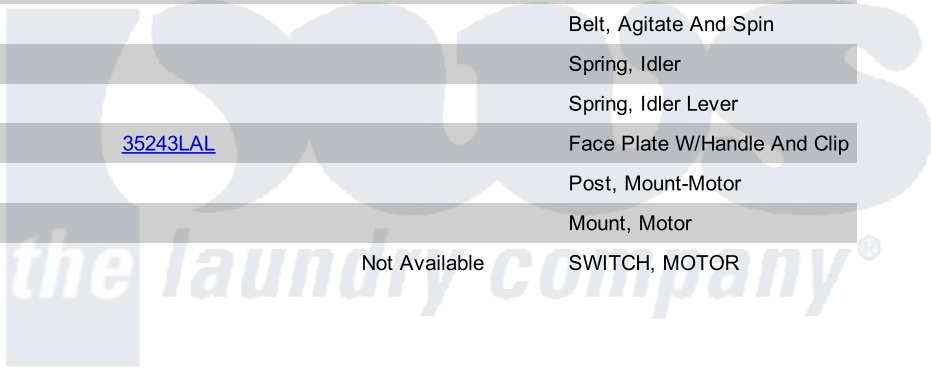 Belt, Agitate And Spin
Spring, Idler
Spring, Idler Lever
35243LAL Face Plate W/Handle And Clip
Post, Mount-Motor
Mount, Motor
Not Available SWITCH, MOTOR
the laundry company®